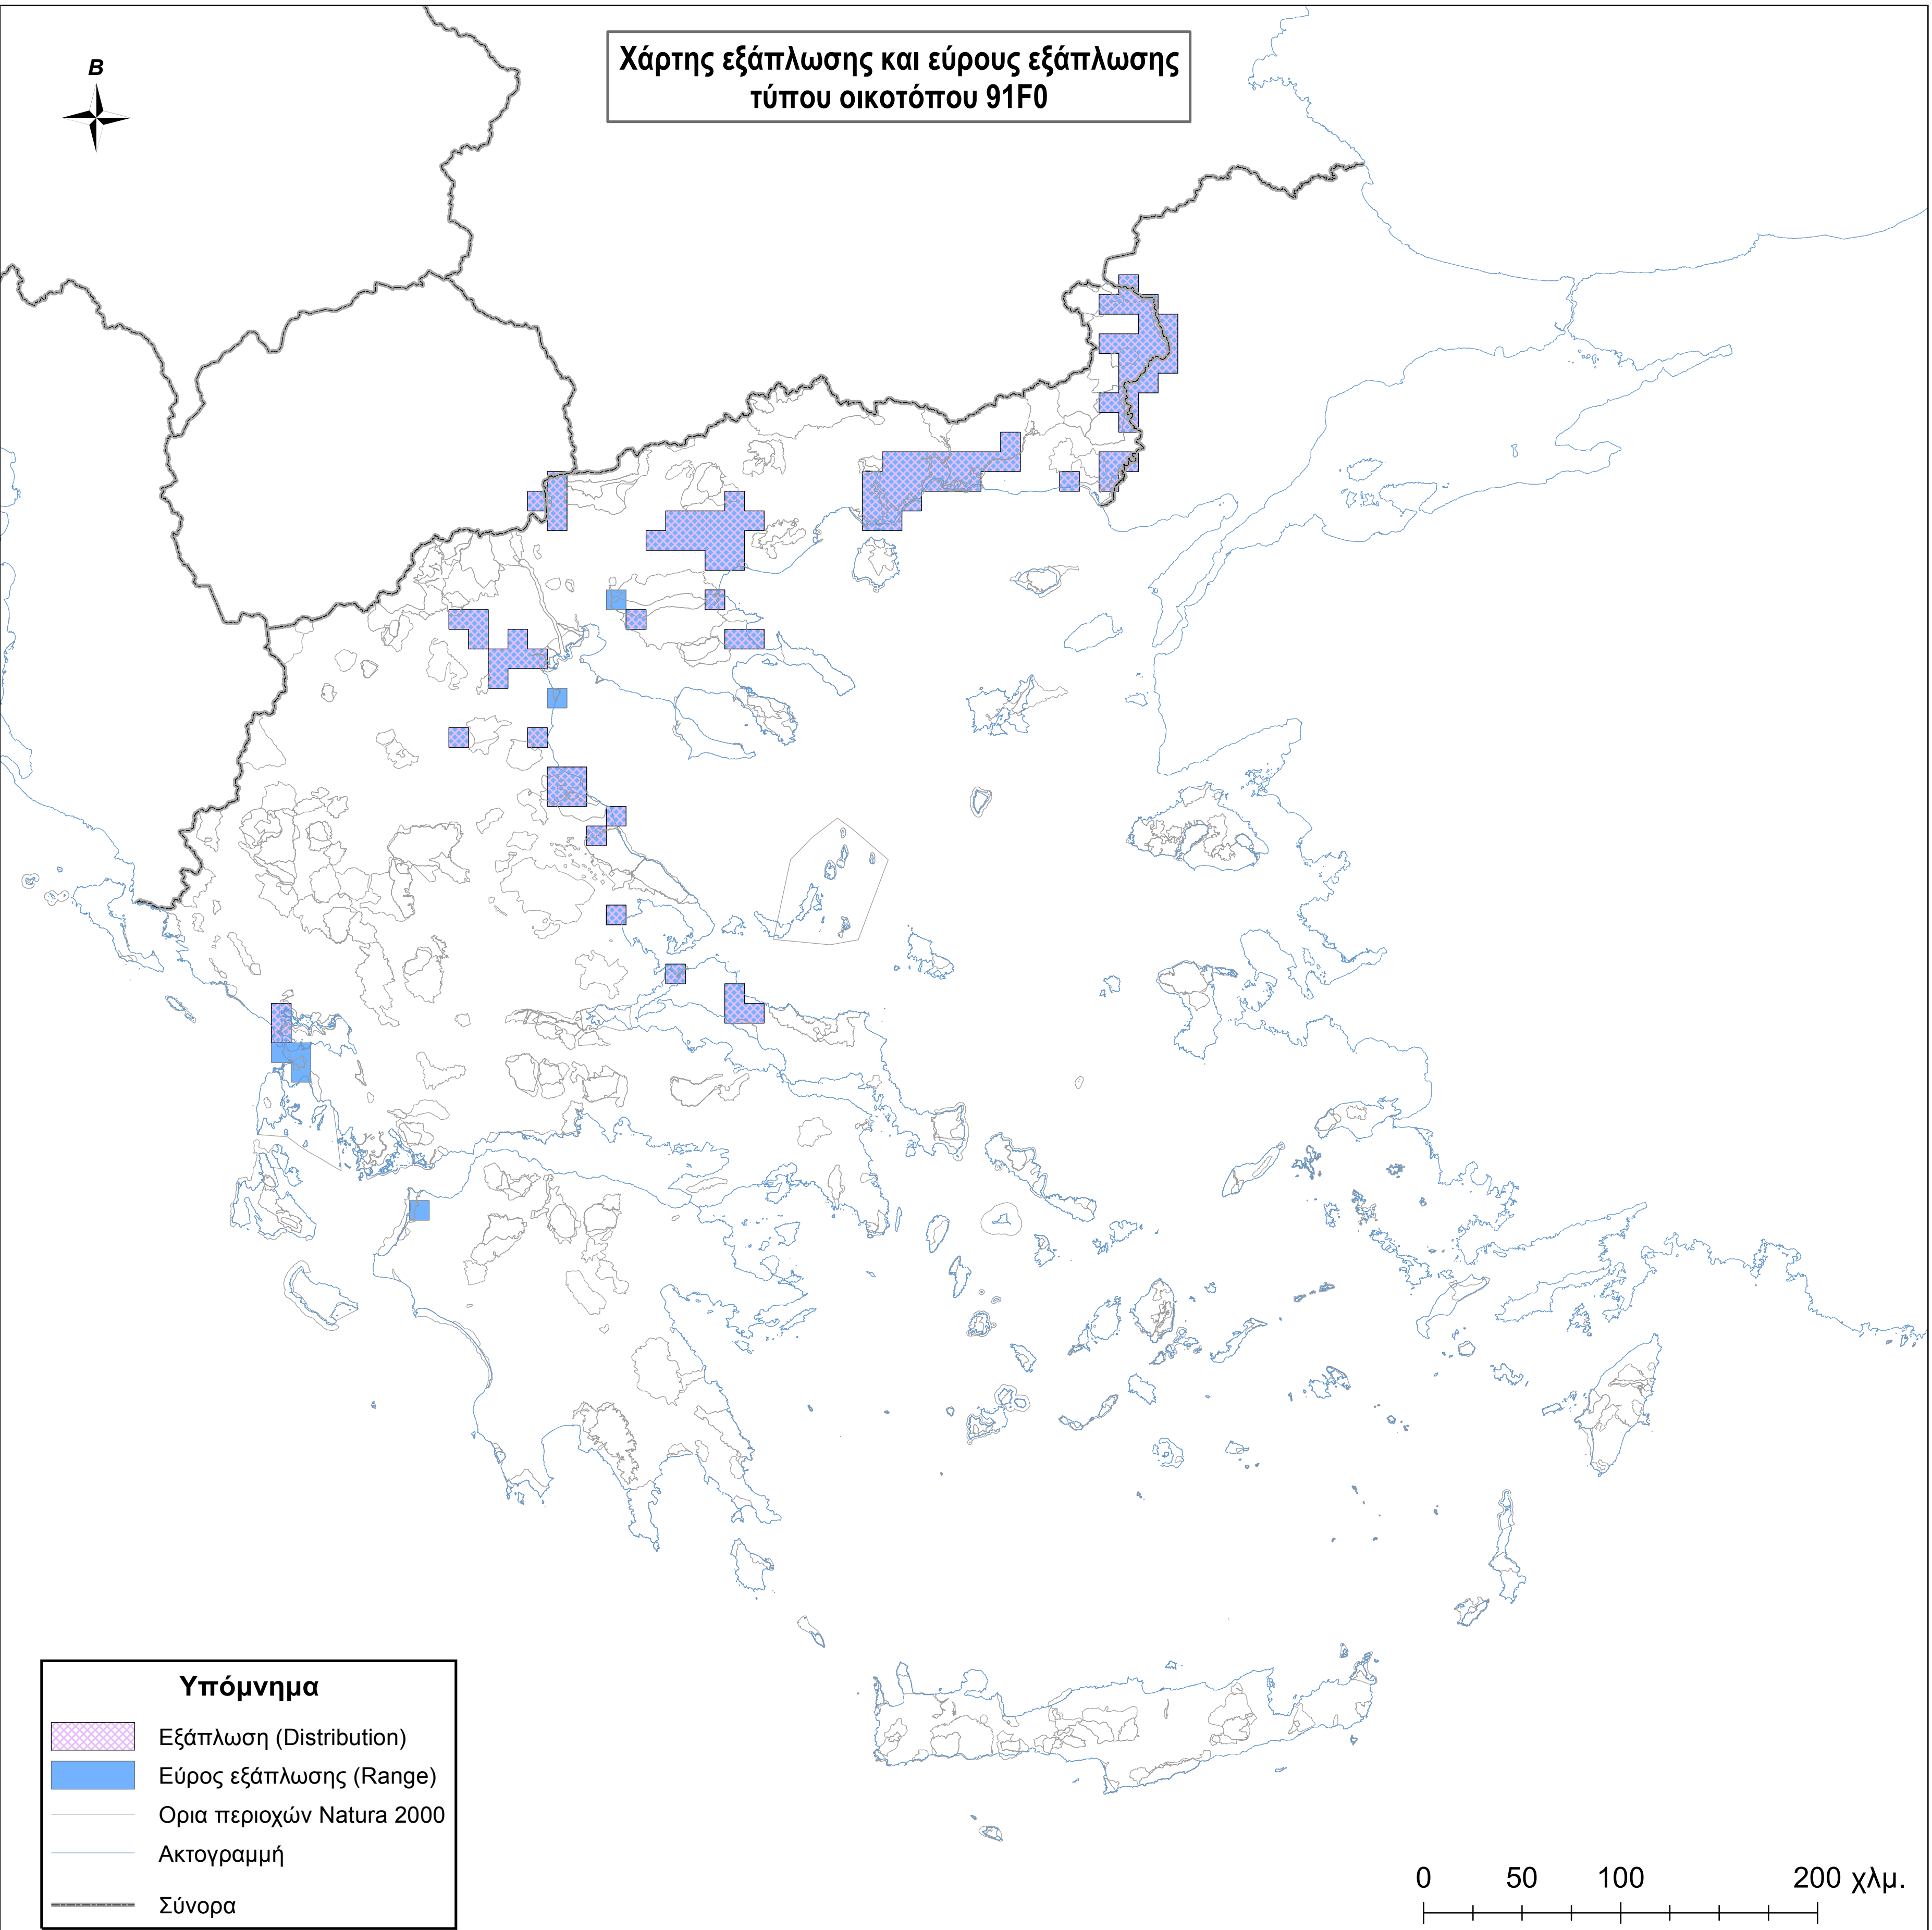 Χάρτης εξάπλωσης και εύρους εξάπλωσης
τύπου οικοτόπου 91F0
B
Υπόμνημα
Εξάπλωση (Distribution)
Εύρος εξάπλωσης (Range)
Ορια περιοχών Natura 2000
Ακτογραμμή
Σύνορα
0 50 100 200 χλμ.